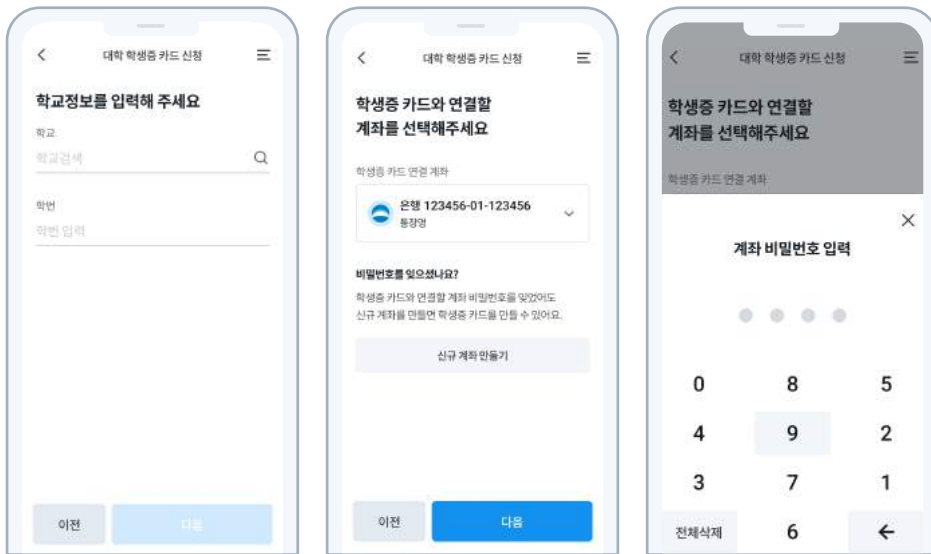 대학 학생증 카드 신청
학교정보를 입력해 주세요
학교
학교검색
학번
학번 입력
이전
다음
대학 학생증 카드 신청
학생증 카드와 연결할
계좌를 선택해주세요
학생증 카드 연결 계좌
은행 123456-01-123456
통장명
비밀번호를 잊으셨나요?
학생증 카드와 연결할 계좌 비밀번호를 잊었어도
신규 계좌를 만들면 학생증 카드를 만들 수 있어요.
신규 계좌 만들기
이전
다음
대학 학생증 카드 신청
학생증 카드와 연결할
계좌를 선택해주세요
학생증 카드 연결 계좌
계좌 비밀번호 입력
0 8 5
4 9 2
3 7 1
전체삭제 6